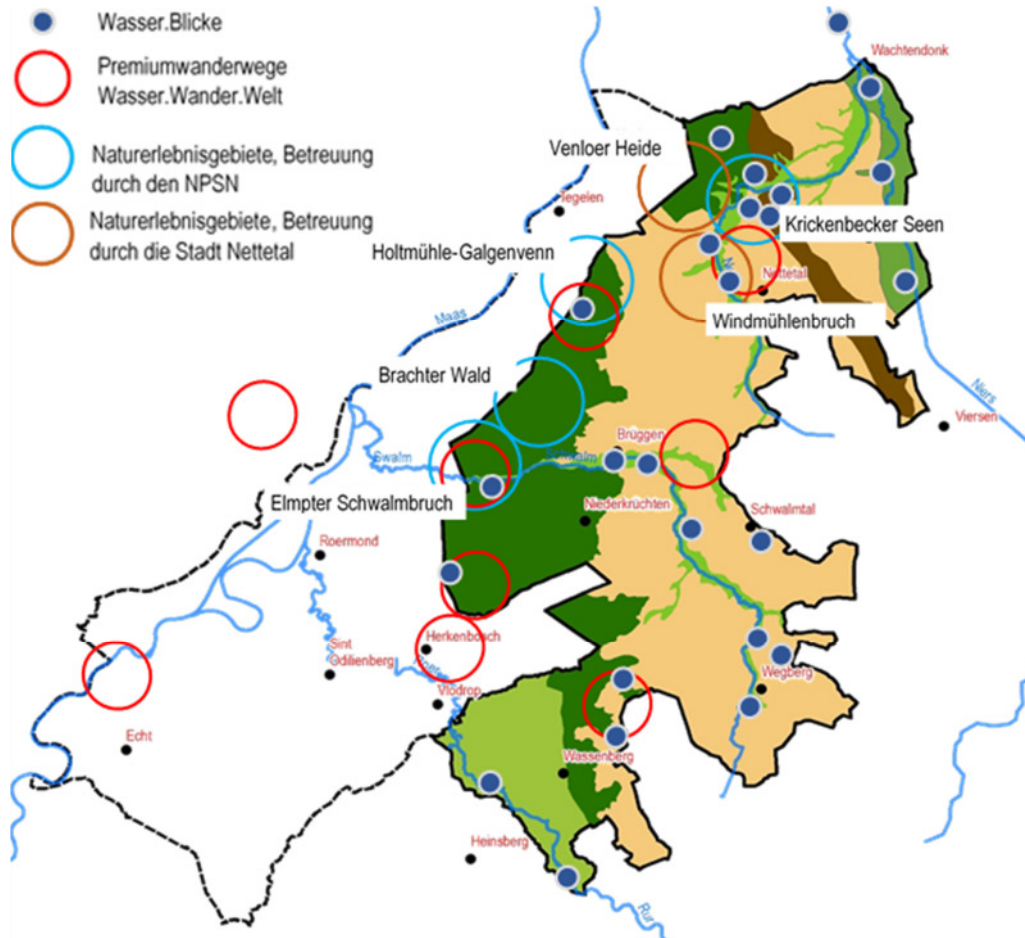 Wasser.Blicke
Premiumwanderwege
Wasser.Wander.Welt
Naturerlebnisgebiete, Betreuung
durch den NPSN
Naturerlebnisgebiete, Betreuung
durch die Stadt Nettetal
Wachtendonk
Venloer Heide
Tegelen
Krickenbecker Seen
Holtmühle-Galgenvenn
Nettetal
Windmühlenbruch
Maas
Niers
Brachter Wald
Viersen
Brüggen
Swalm
Schwalm
Elmpter Schwalmbruch
Niederkrüchten
Schwalmtal
Roermond
Herkenbosch
Sint
Odilienberg
Vlodrop
Wegberg
Echt
Wassenberg
Heinsberg
Rur